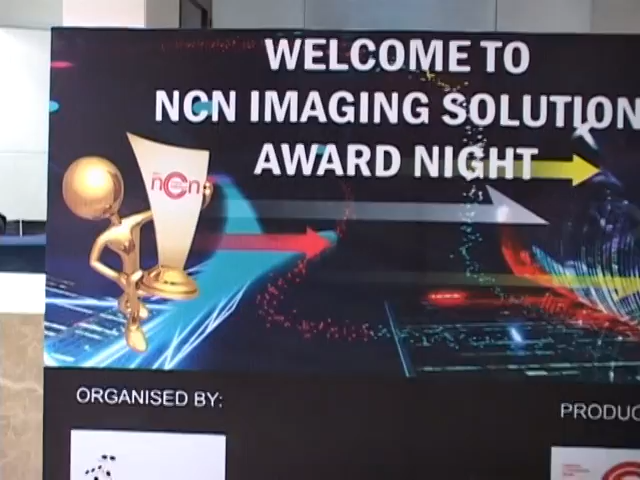 WELCOME TO
NCN IMAGING SOLUTION
AWARD NIGHT
ncn
ORGANISED BY:
PRODUC